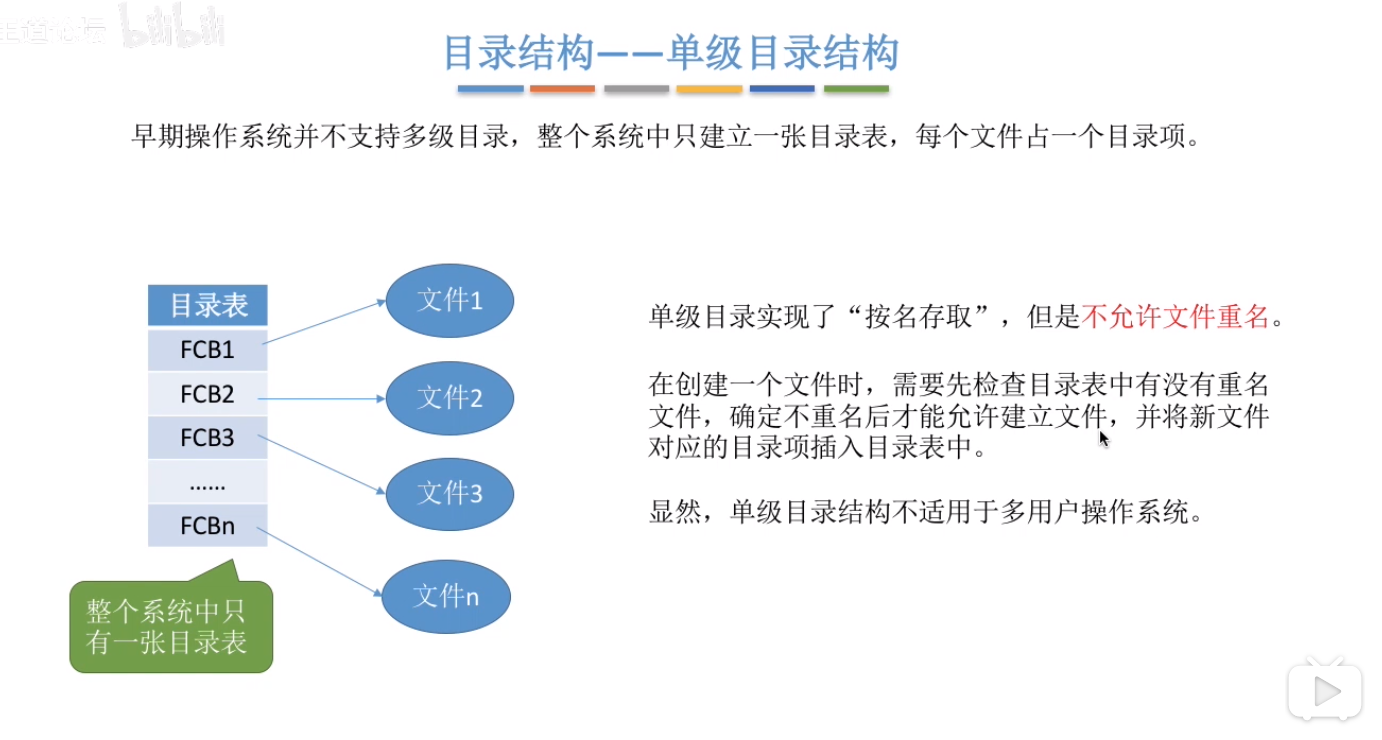 王道论坛 bilibili
目录结构——单级目录结构
早期操作系统并不支持多级目录，整个系统中只建立一张目录表，每个文件占一个目录项。
目录表
FCB1
FCB2
FCB3
......
FCBn
文件1
文件2
文件3
文件n
整个系统中只
有一张目录表
单级目录实现了“按名存取”，但是不允许文件重名。
在创建一个文件时，需要先检查目录表中有没有重名
文件，确定不重名后才能允许建立文件，并将新文件
对应的目录项插入目录表中。
显然，单级目录结构不适用于多用户操作系统。